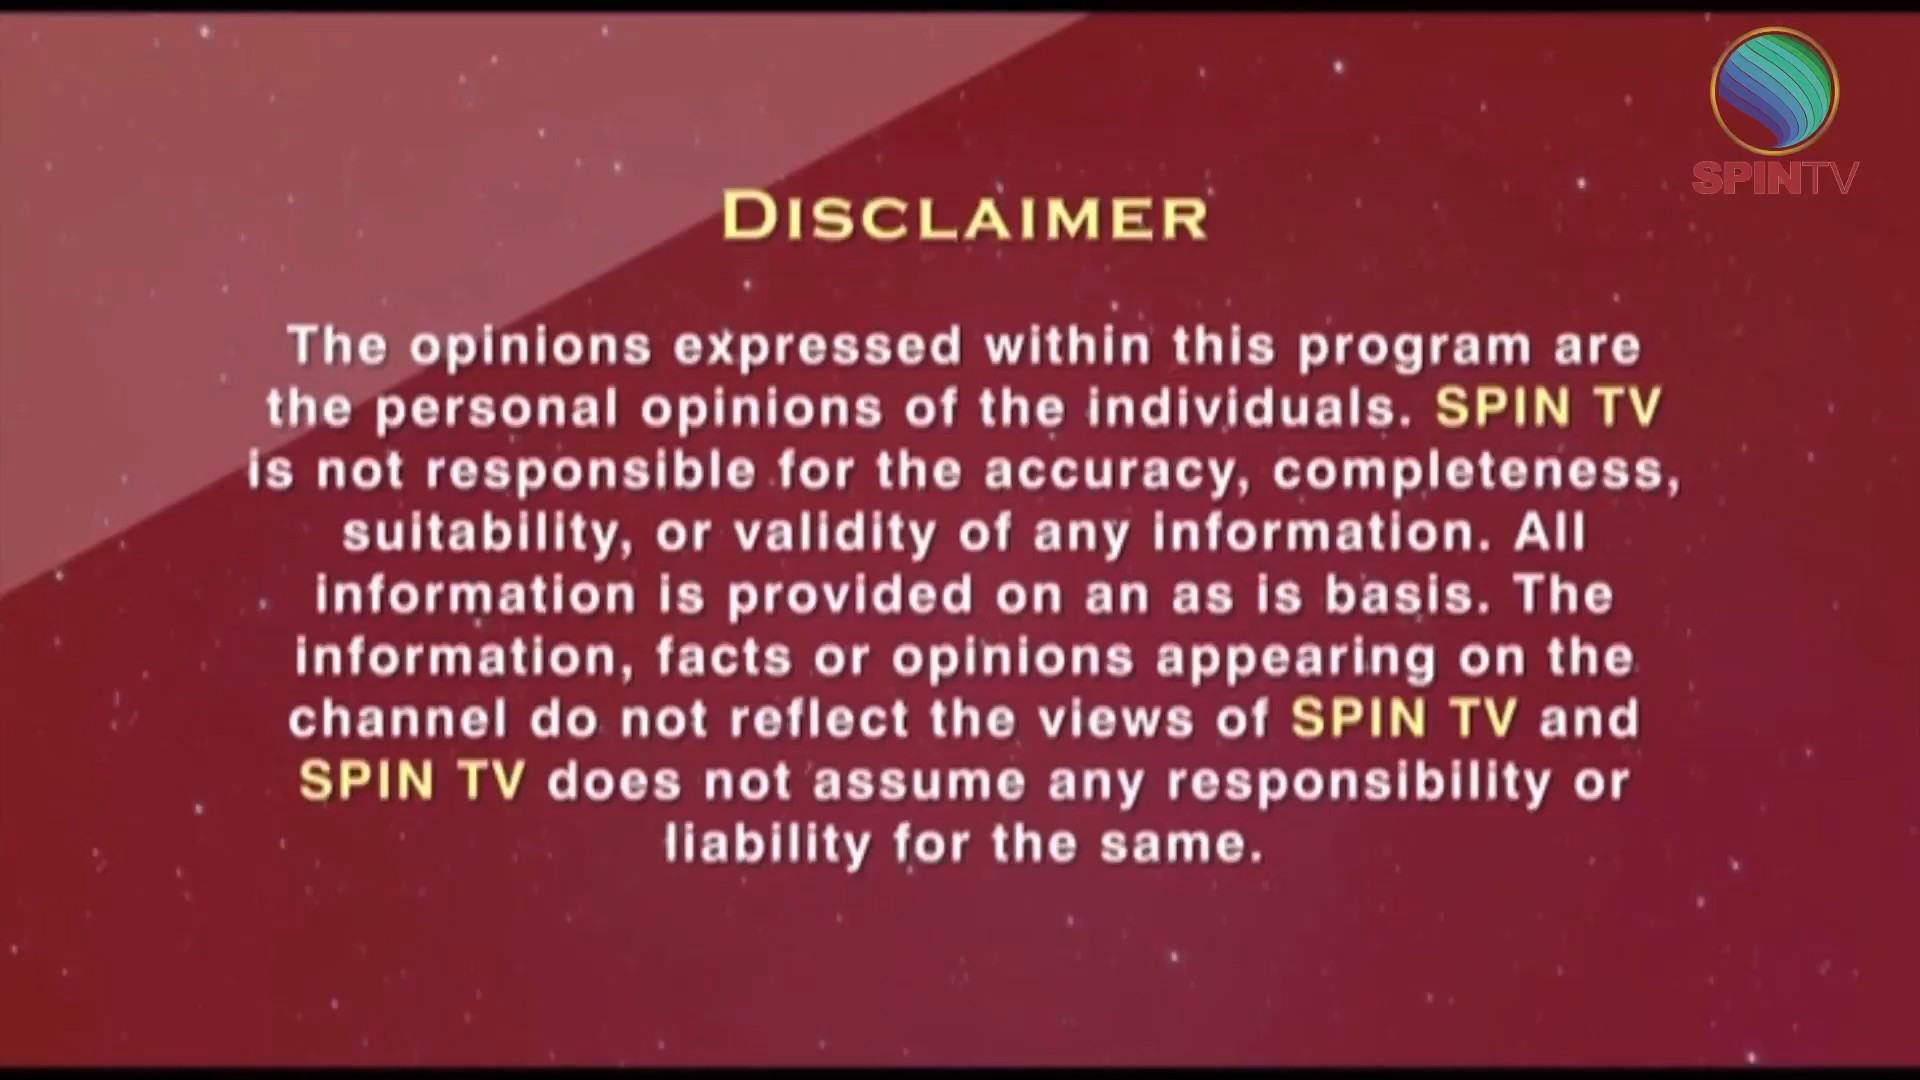 SPINTV
DISCLAIMER
The opinions expressed within this program are
the personal opinions of the individuals. SPIN TV
is not responsible for the accuracy, completeness,
suitability, or validity of any information. All
information is provided on an as is basis. The
information, facts or opinions appearing on the
channel do not reflect the views of SPIN TV and
SPIN TV does not assume any responsibility or
liability for the same.